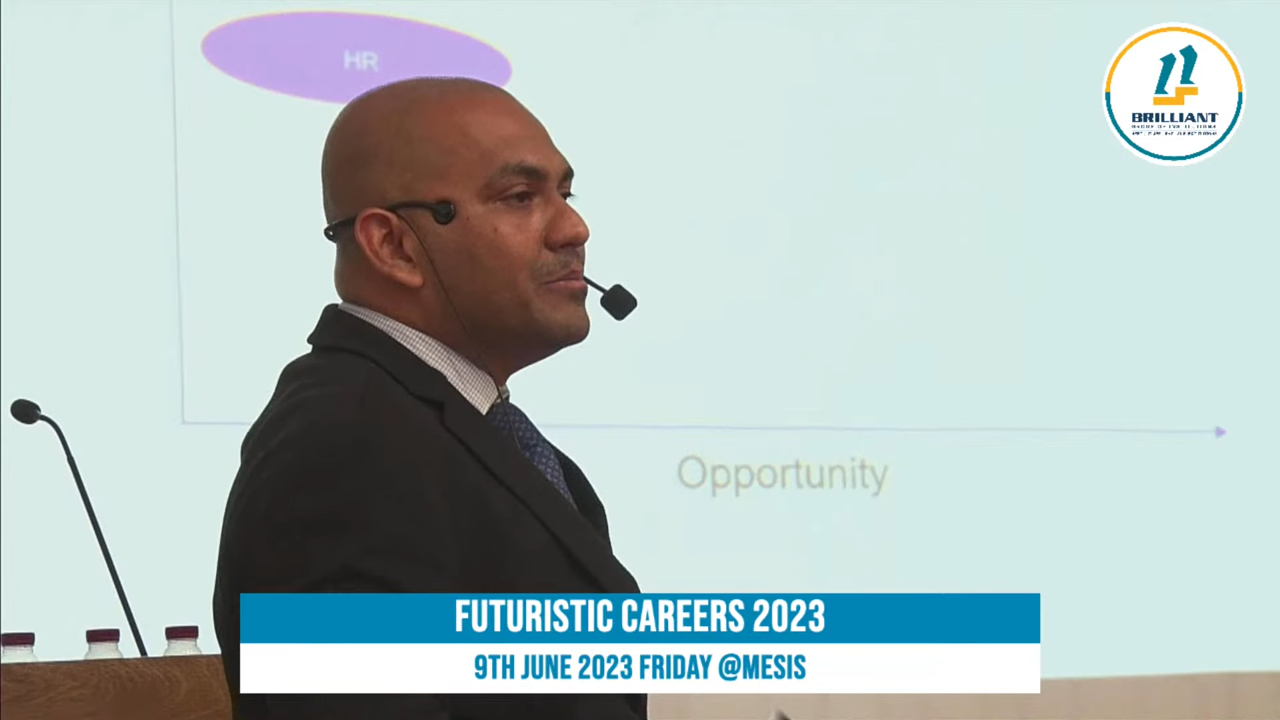 HR
BRILLIANT
Opportunity
FUTURISTIC CAREERS 2023
9TH JUNE 2023 FRIDAY @MESIS